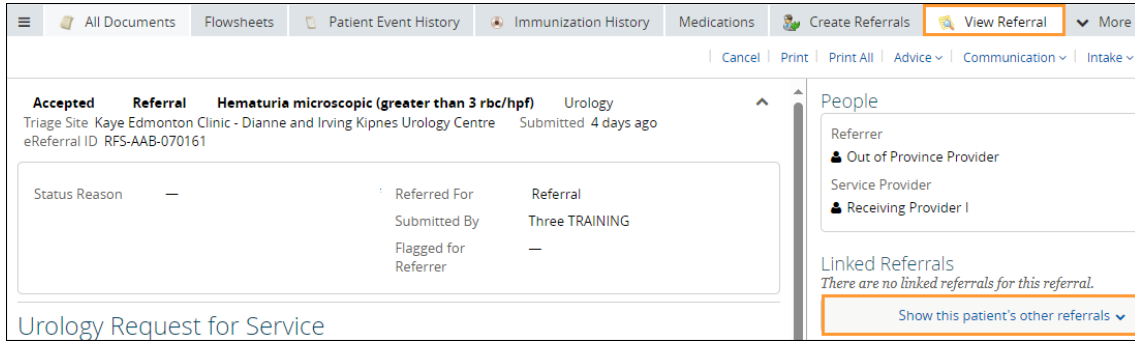 All Documents Flowsheets Patient Event History Immunization History Medications Create Referrals View Referral More
Cancel Print Print All Advice Communication Intake
Accepted Referral Hematuria microscopic (greater than 3 rbc/hpf) Urology
Triage Site Kaye Edmonton Clinic - Dianne and Irving Kipnes Urology Centre Submitted 4 days ago
eReferral ID RFS-AAB-070161
Status Reason — Referred For Referral
Submitted By Three TRAINING
Flagged for Referrer —
Urology Request for Service
People
Referrer
Out of Province Provider
Service Provider
Receiving Provider I
Linked Referrals
There are no linked referrals for this referral.
Show this patient's other referrals